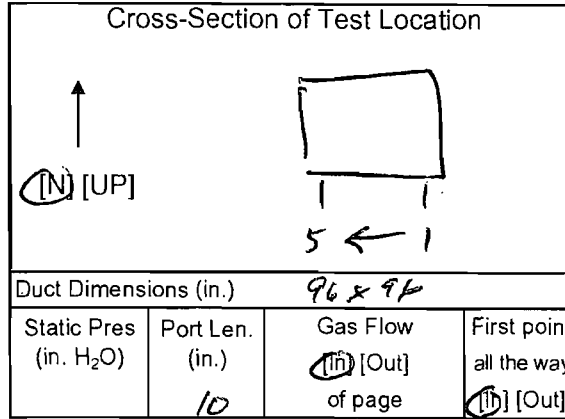 Cross-Section of Test Location
[N] [UP]
5 ← 1
Duct Dimensions (in.) 96 x 96
Static Pres Port Len. Gas Flow First poin
(in. H₂O) (in.) [In] [Out] all the way
10 of page [In] [Out]